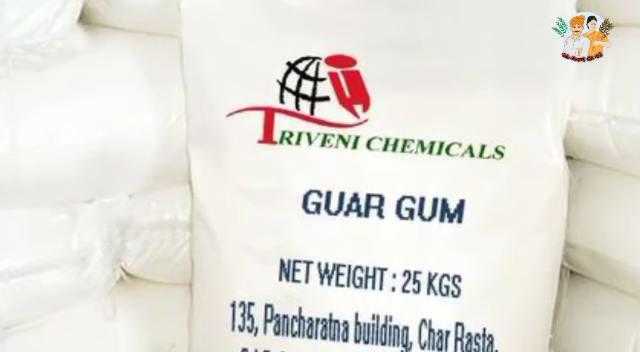 TRIVENI CHEMICALS
GUAR GUM
NET WEIGHT : 25 KGS
135, Pancharatna building, Char Rasta,